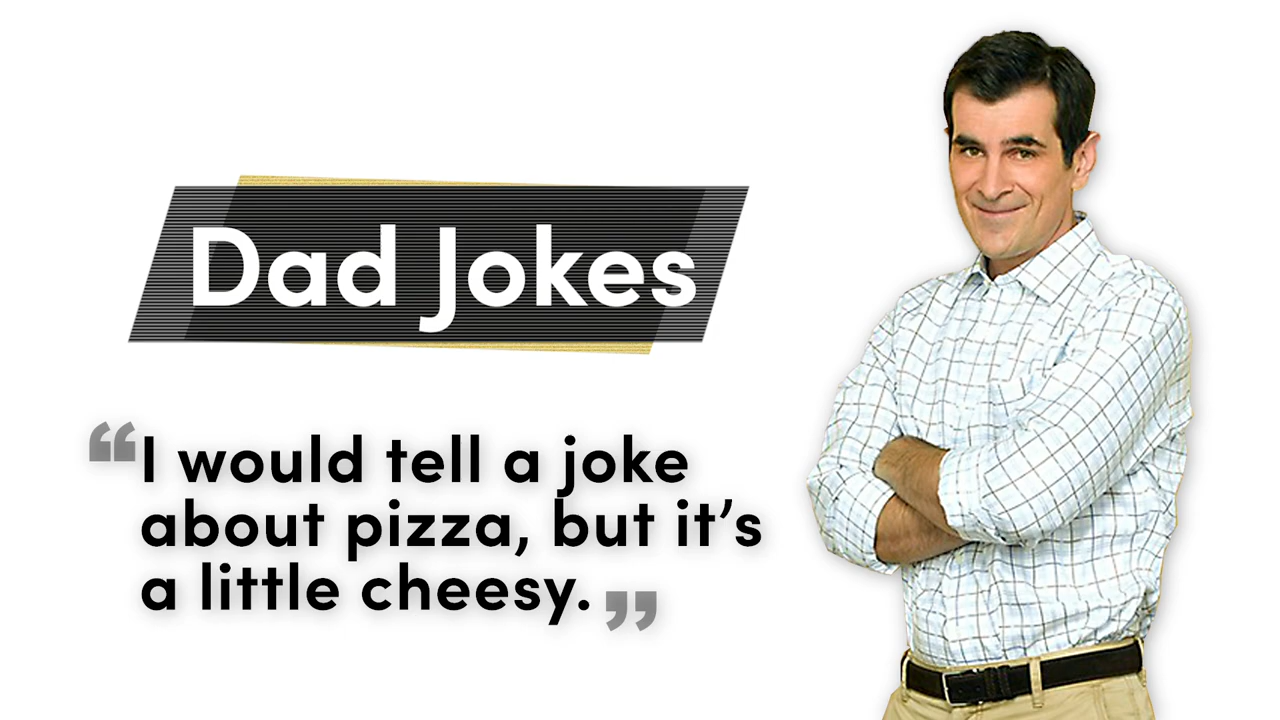 Dad Jokes
“I would tell a joke
about pizza, but it’s
a little cheesy.”